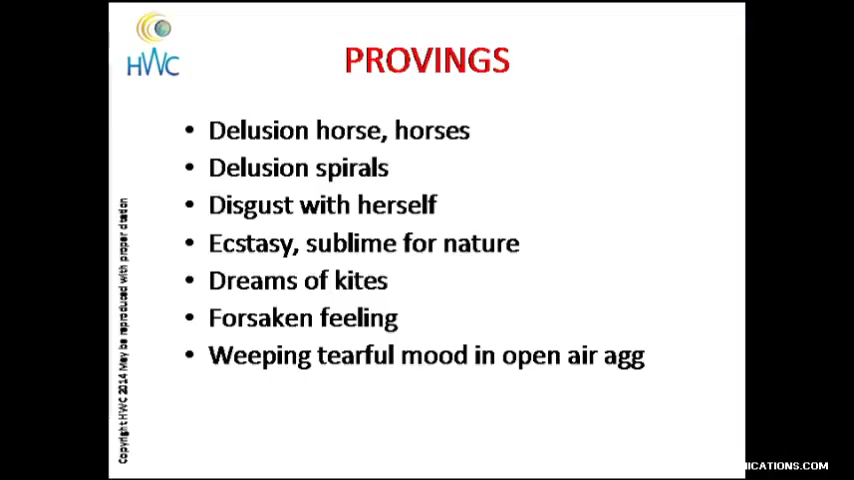 HWC
PROVINGS
• Delusion horse, horses
• Delusion spirals
• Disgust with herself
• Ecstasy, sublime for nature
• Dreams of kites
• Forsaken feeling
• Weeping tearful mood in open air agg
Copyright HWC 2014 May be reproduced with proper citation
ICATIONS.COM